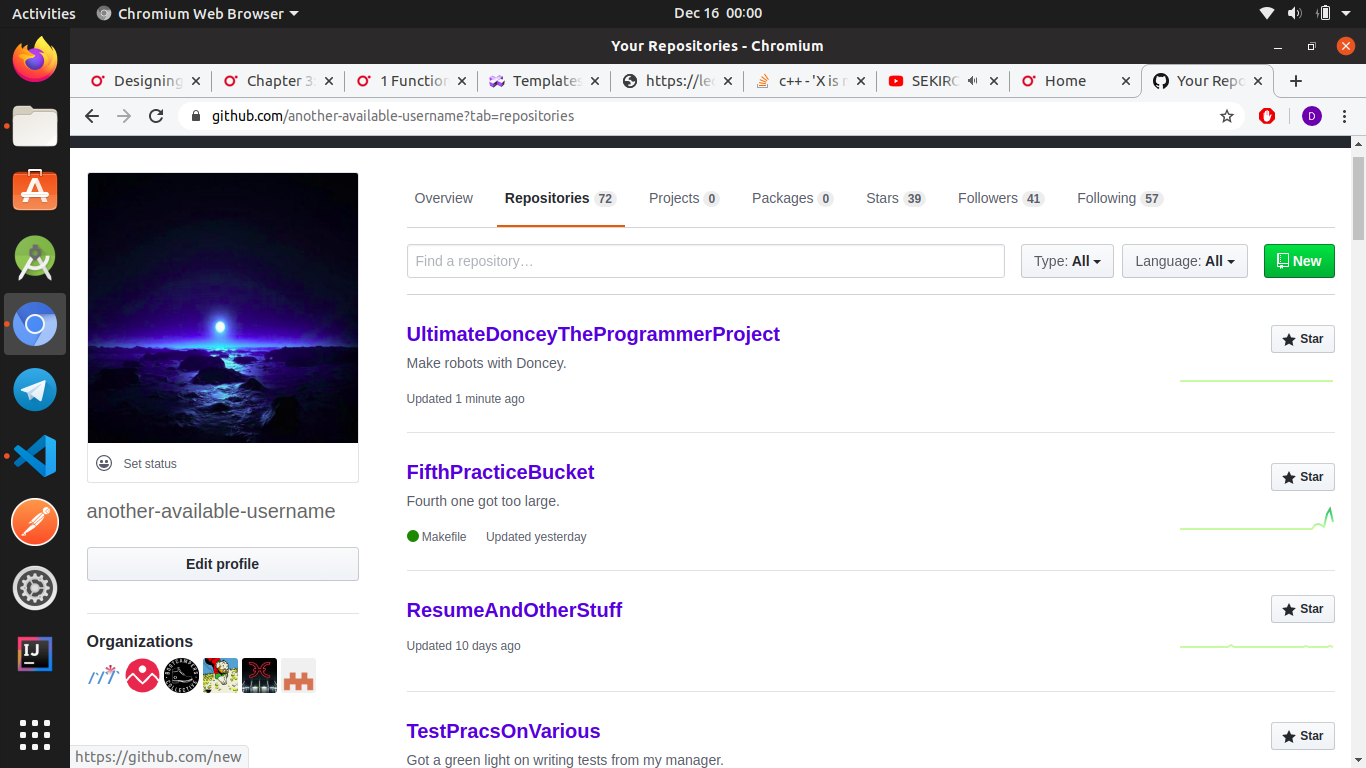 Activities
Chromium Web Browser
Dec 16 00:00
Your Repositories - Chromium
Designing
Chapter 3:
1 Function
Templates
https://le
c++ - 'X is n
SEKIRO
Home
Your Repo
github.com/another-available-username?tab=repositories
D
Overview
Repositories 72
Projects 0
Packages 0
Stars 39
Followers 41
Following 57
Find a repository…
Type: All
Language: All
New
UltimateDonceyTheProgrammerProject
Star
Make robots with Doncey.
Updated 1 minute ago
Set status
another-available-username
Edit profile
Organizations
FifthPracticeBucket
Star
Fourth one got too large.
Makefile
Updated yesterday
ResumeAndOtherStuff
Star
Updated 10 days ago
TestPracsOnVarious
Star
Got a green light on writing tests from my manager.
IJ
https://github.com/new